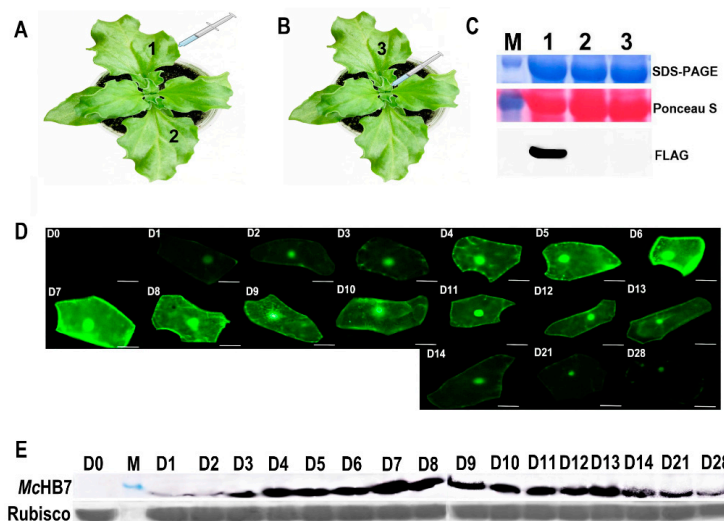 A
B
C
1
2
3
M 1 2 3
SDS-PAGE
Ponceau S
FLAG
D
D0 D1 D2 D3 D4 D5 D6
D7 D8 D9 D10 D11 D12 D13
D14 D21 D28
E
D0 M D1 D2 D3 D4 D5 D6 D7 D8 D9 D10 D11 D12 D13 D14 D21 D28
McHB7
Rubisco